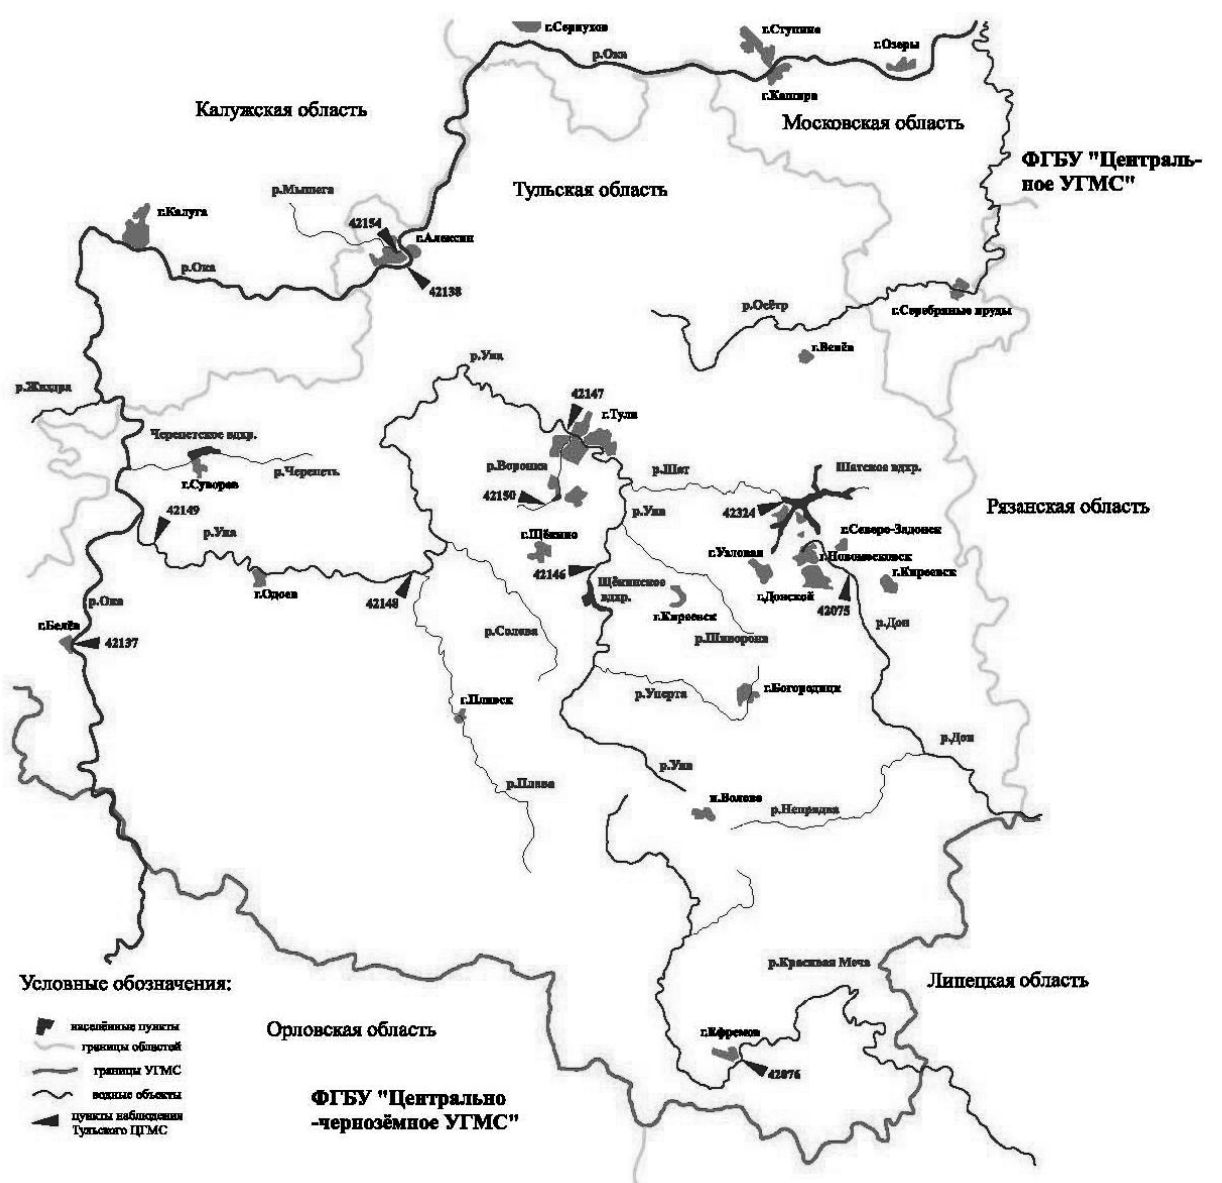 г.Серпухов
г.Ступино
р.Ока
г.Озеры
г.Кашира
Калужская область
Московская область
ФГБУ "Централь-
ное УГМС"
р.Мышега
Тульская область
г.Калуга
42154
г.Алексин
р.Ока
42138
р.Осётр
г.Серебряные пруды
г.Венёв
р.Упа
р.Жиздра
42147
г.Тула
Черепетское вдхр.
р.Воронка
р.Черепеть
р.Шат
Шатское вдхр.
г.Суворов
42150
42149
р.Упа
42324
Рязанская область
р.Упа
г.Щёкино
г.Северо-Задонск
г.Узловая
г.Новомосковск
42146
Щёкинское
вдхр.
г.Киреевск
г.Одоев
42148
г.Донской
р.Ока
г.Киреевск
42075
г.Белёв
р.Солова
р.Дон
42137
р.Шиворона
р.Уперта
г.Богородицк
г.Плавск
р.Дон
р.Упа
р.Плава
п.Волово
р.Непрядва
р.Красивая Меча
Липецкая область
Условные обозначения:
населённые пункты
Орловская область
г.Ефремов
границы областей
границы УГМС
42076
водные объекты
ФГБУ "Центрально
-чернозёмное УГМС"
пункты наблюдения
Тульского ЦГМС